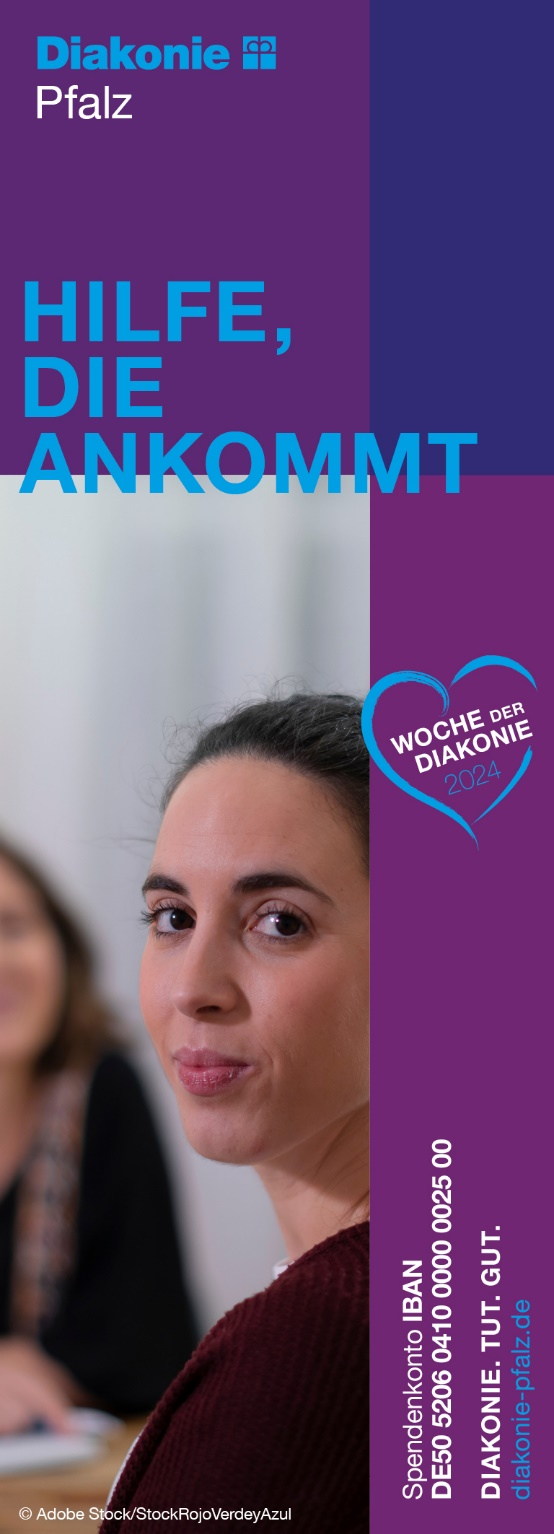 Diakonie
Pfalz
HILFE,
DIE
ANKOMMT
WOCHE DER
DIAKONIE
2024
Spendenkonto IBAN
DE50 5206 0410 0000 0025 00
DIAKONIE. TUT. GUT.
diakonie-pfalz.de
© Adobe Stock/StockRojoVerdeyAzul